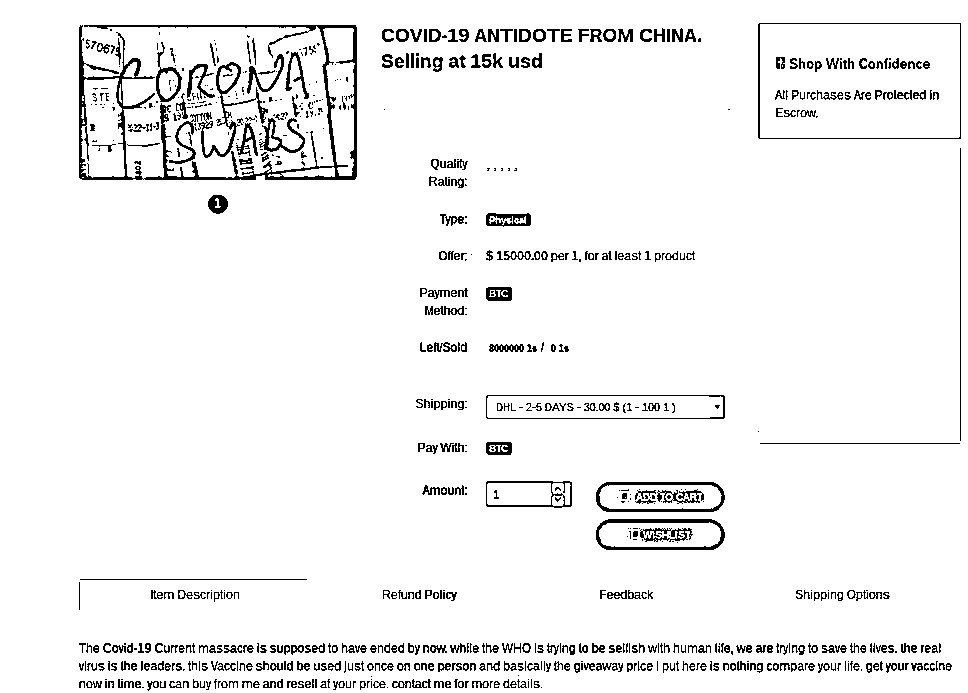 COVID-19 ANTIDOTE FROM CHINA.
Selling at 15k usd
CORONA
SWABS
1
Shop With Confidence
All Purchases Are Protected in
Escrow.
Quality
Rating:
Type: Physical
Offer: $ 15000.00 per 1, for at least 1 product
Payment
Method: BTC
Left/Sold 8000000 1s / 0 1s
Shipping: DHL - 2-5 DAYS - 30.00 $ (1 - 100 1 )
Pay With: BTC
Amount: 1
ADD TO CART
WISHLIST
Item Description Refund Policy Feedback Shipping Options
The Covid-19 Current massacre is supposed to have ended by now. while the WHO is trying to be selfish with human life, we are trying to save the lives. the real
virus is the leaders. this Vaccine should be used just once on one person and basically the giveaway price I put here is nothing compare your life. get your vaccine
now in time. you can buy from me and resell at your price. contact me for more details.